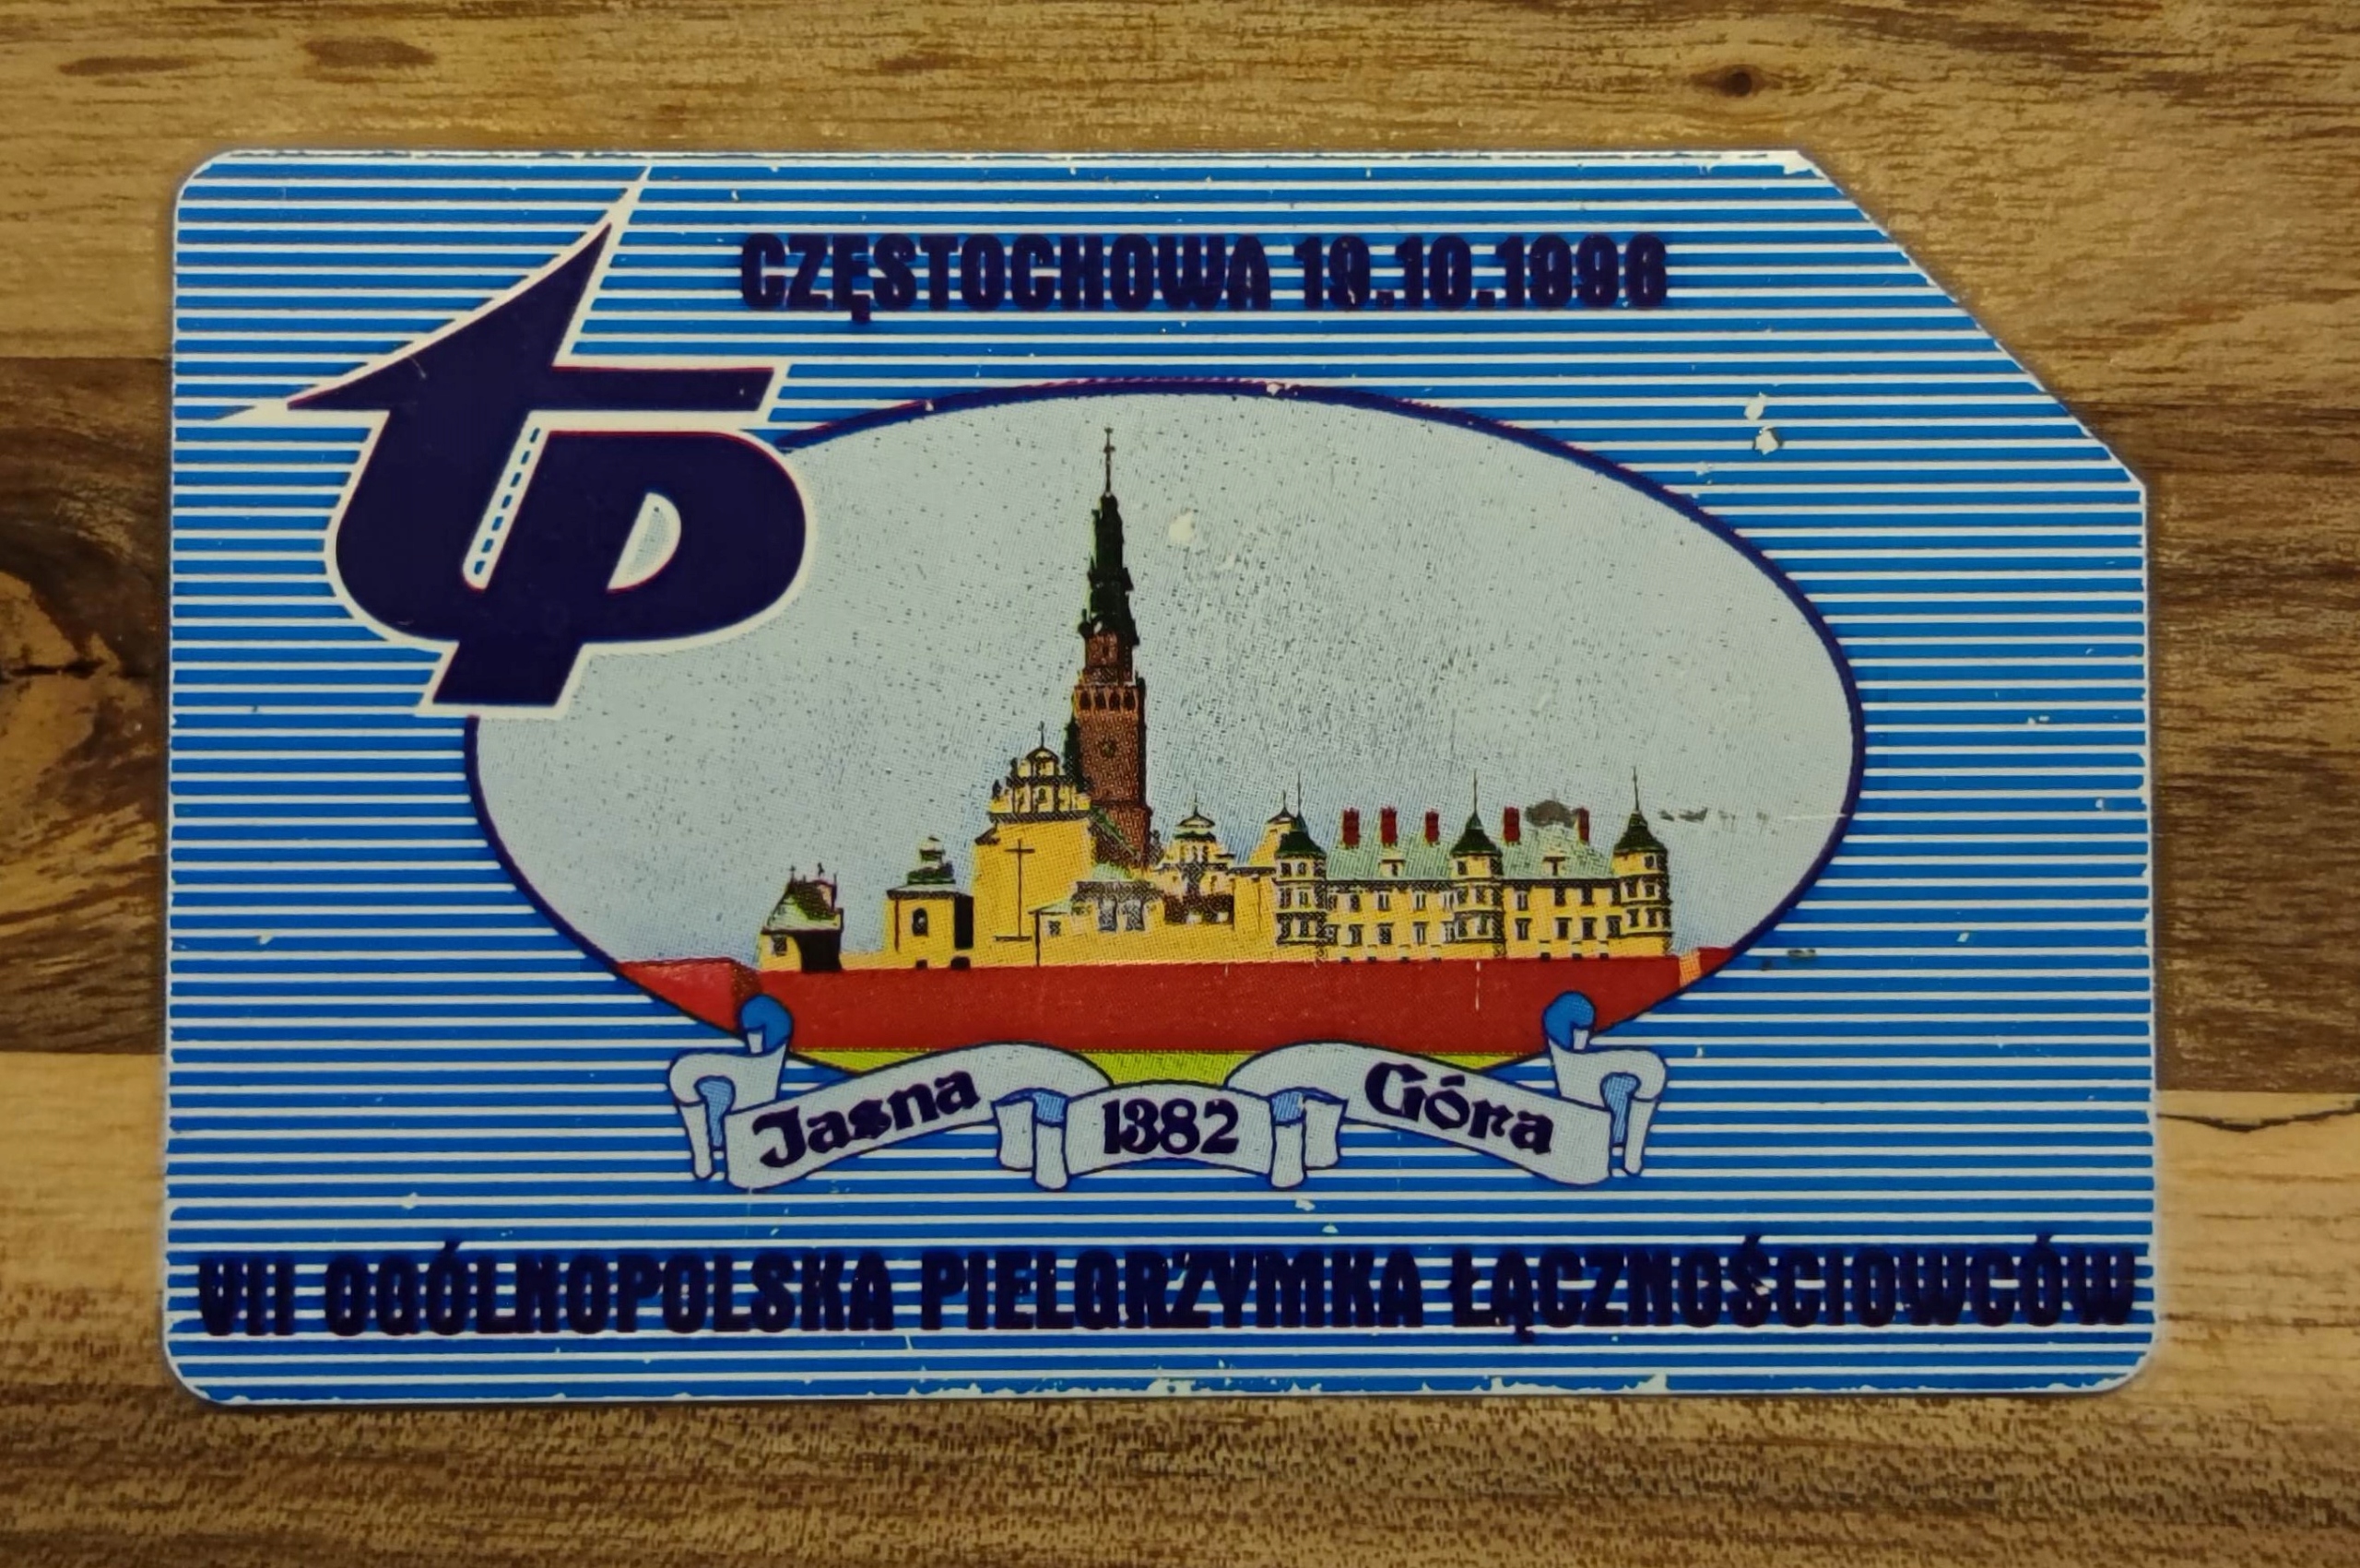 CZĘSTOCHOWA 19.10.1996
tp
Jasna 1382 Góra
VII OGÓLNOPOLSKA PIELGRZYMKA ŁĄCZNOŚCIOWCÓW